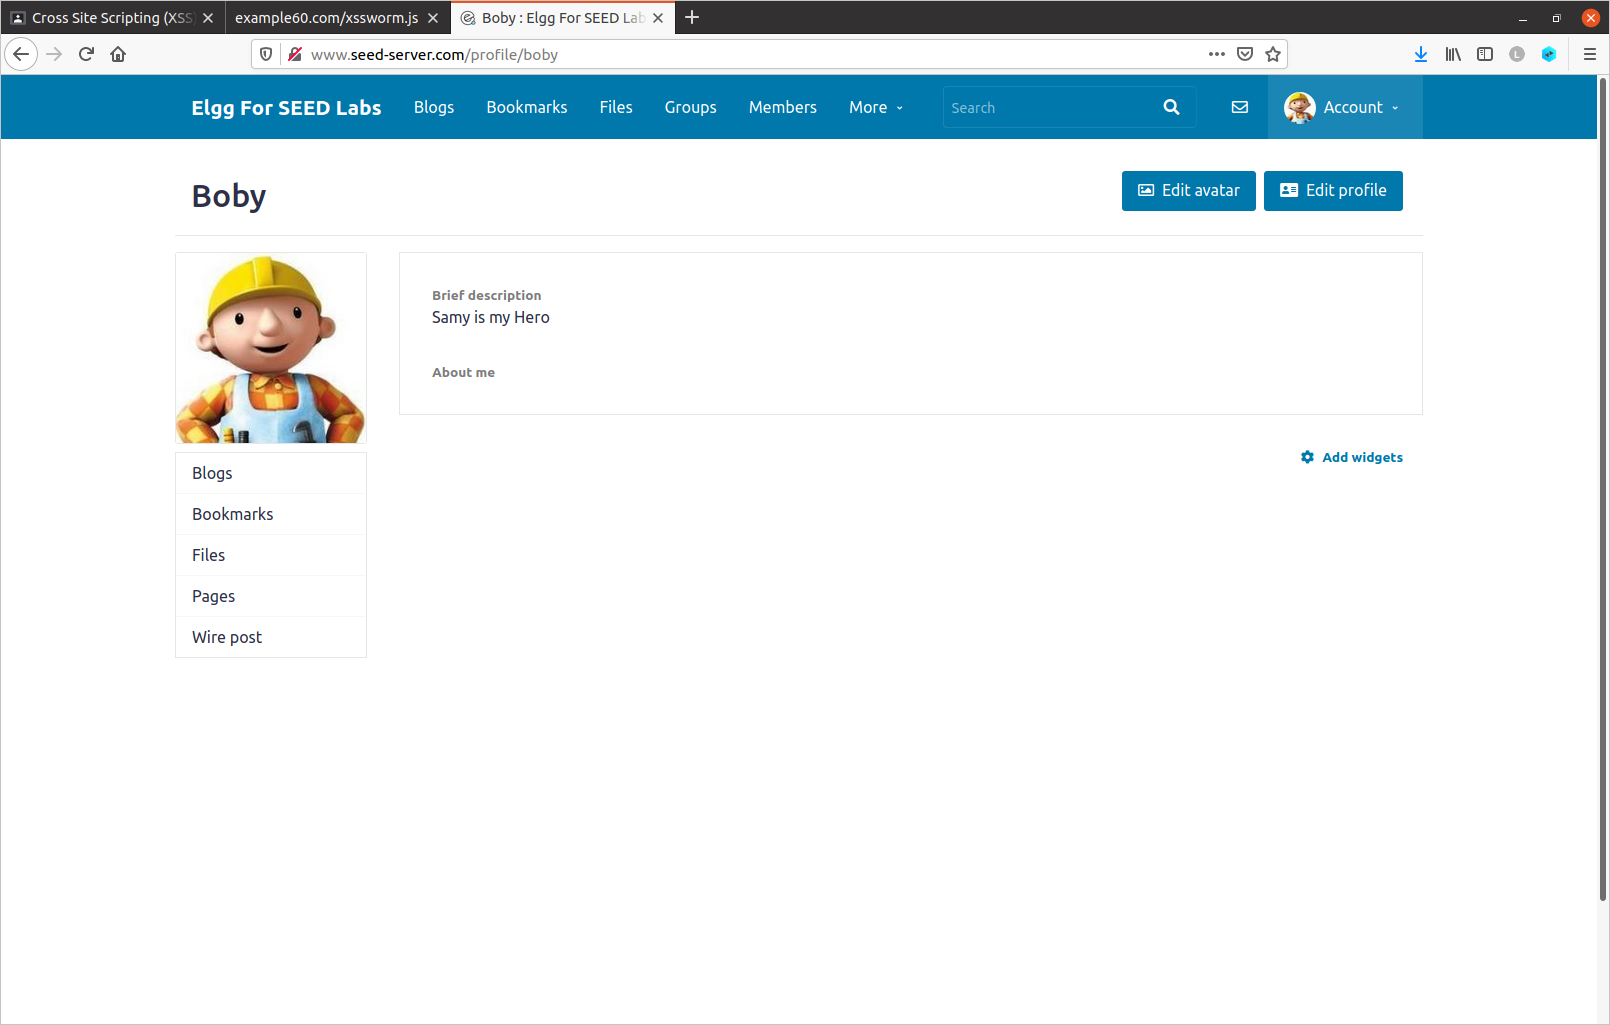 Cross Site Scripting (XSS)
example60.com/xssworm.js
Boby : Elgg For SEED Lab
www.seed-server.com/profile/boby
Elgg For SEED Labs
Blogs
Bookmarks
Files
Groups
Members
More
Search
Account
Boby
Edit avatar
Edit profile
Brief description
Samy is my Hero
About me
Add widgets
Blogs
Bookmarks
Files
Pages
Wire post